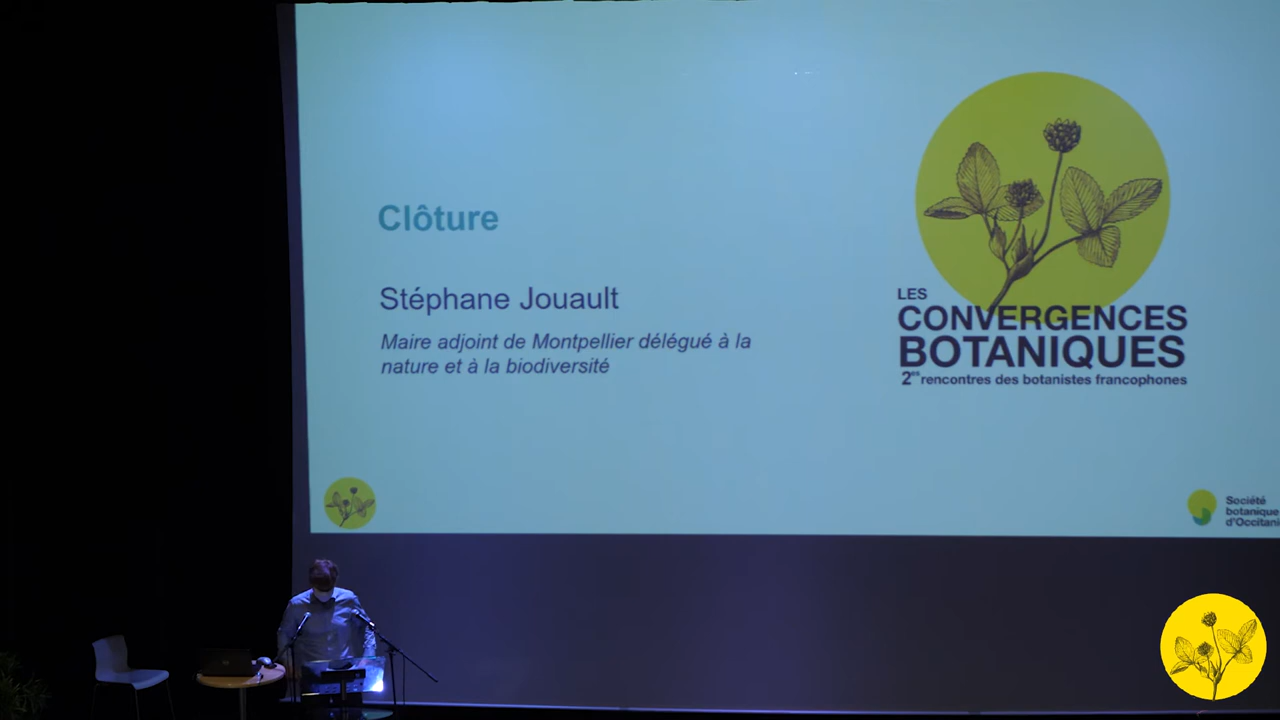 Clôture
Stéphane Jouault
Maire adjoint de Montpellier délégué à la
nature et à la biodiversité
LES
CONVERGENCES
BOTANIQUES
2es rencontres des botanistes francophones
Société
botanique
d'Occitanie